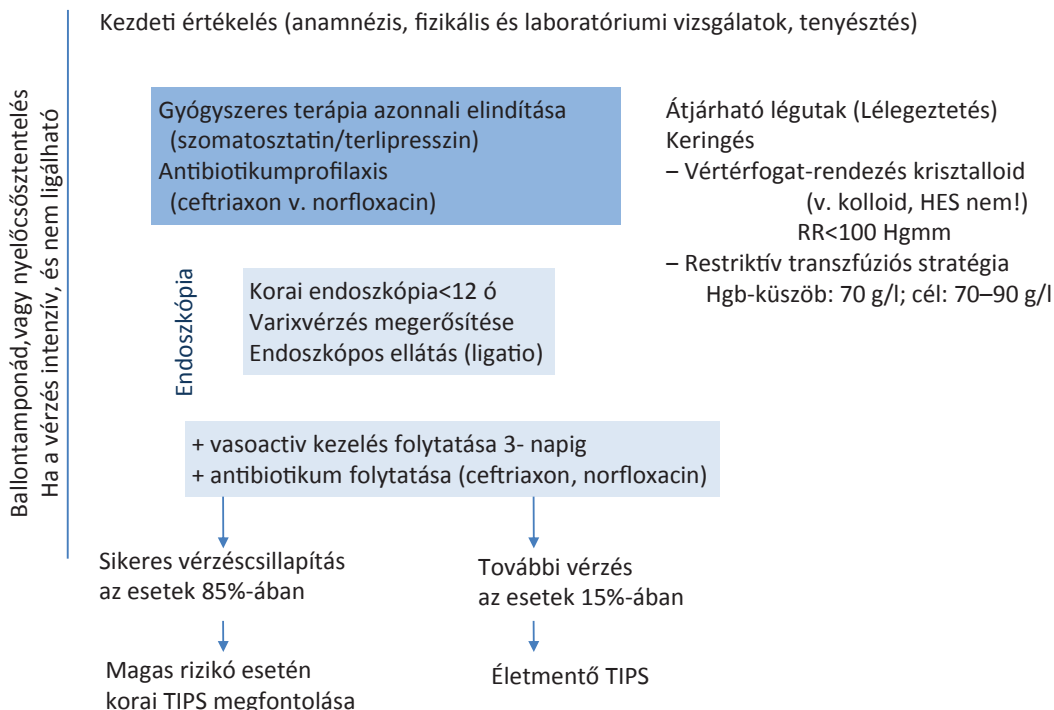 Kezdeti értékelés (anamnézis, fizikális és laboratóriumi vizsgálatok, tenyésztés)
Ballontamponád,vagy nyelőcsősztentelés
Ha a vérzés intenzív, és nem ligálható
Gyógyszeres terápia azonnali elindítása
(szomatosztatin/terlipresszin)
Antibiotikumprofilaxis
(ceftriaxon v. norfloxacin)
Átjárható légutak (Lélegeztetés)
Keringés
– Vértérfogat-rendezés krisztalloid
(v. kolloid, HES nem!)
RR<100 Hgmm
– Restriktív transzfúziós stratégia
Hgb-küszöb: 70 g/l; cél: 70–90 g/l
Endoszkópia
Korai endoszkópia<12 ó
Varixvérzés megerősítése
Endoszkópos ellátás (ligatio)
+ vasoactiv kezelés folytatása 3- napig
+ antibiotikum folytatása (ceftriaxon, norfloxacin)
Sikeres vérzéscsillapítás
az esetek 85%-ában
További vérzés
az esetek 15%-ában
Magas rizikó esetén
korai TIPS megfontolása
Életmentő TIPS